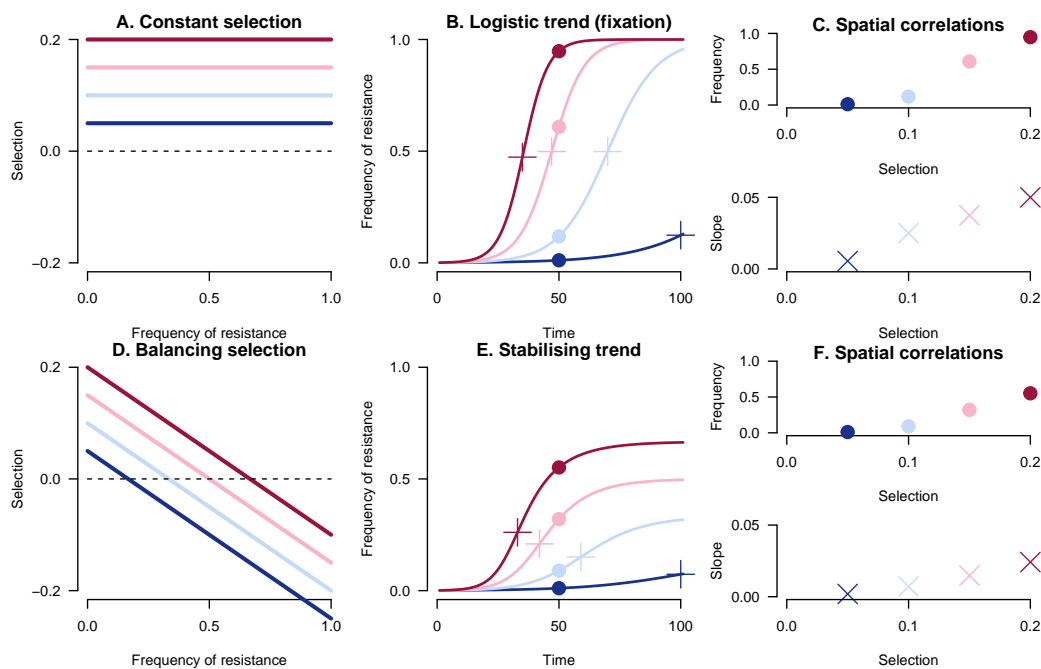 A. Constant selection
Selection
0.2
0.0
−0.2
0.0 0.5 1.0
Frequency of resistance
B. Logistic trend (fixation)
Frequency of resistance
1.0
0.5
0.0
0 50 100
Time
C. Spatial correlations
Frequency
1.0
0.5
0.0
0.0 0.1 0.2
Selection
Slope
0.05
0.00
0.0 0.1 0.2
Selection
D. Balancing selection
Selection
0.2
0.0
−0.2
0.0 0.5 1.0
Frequency of resistance
E. Stabilising trend
Frequency of resistance
1.0
0.5
0.0
0 50 100
Time
F. Spatial correlations
Frequency
1.0
0.5
0.0
0.0 0.1 0.2
Selection
Slope
0.05
0.00
0.0 0.1 0.2
Selection